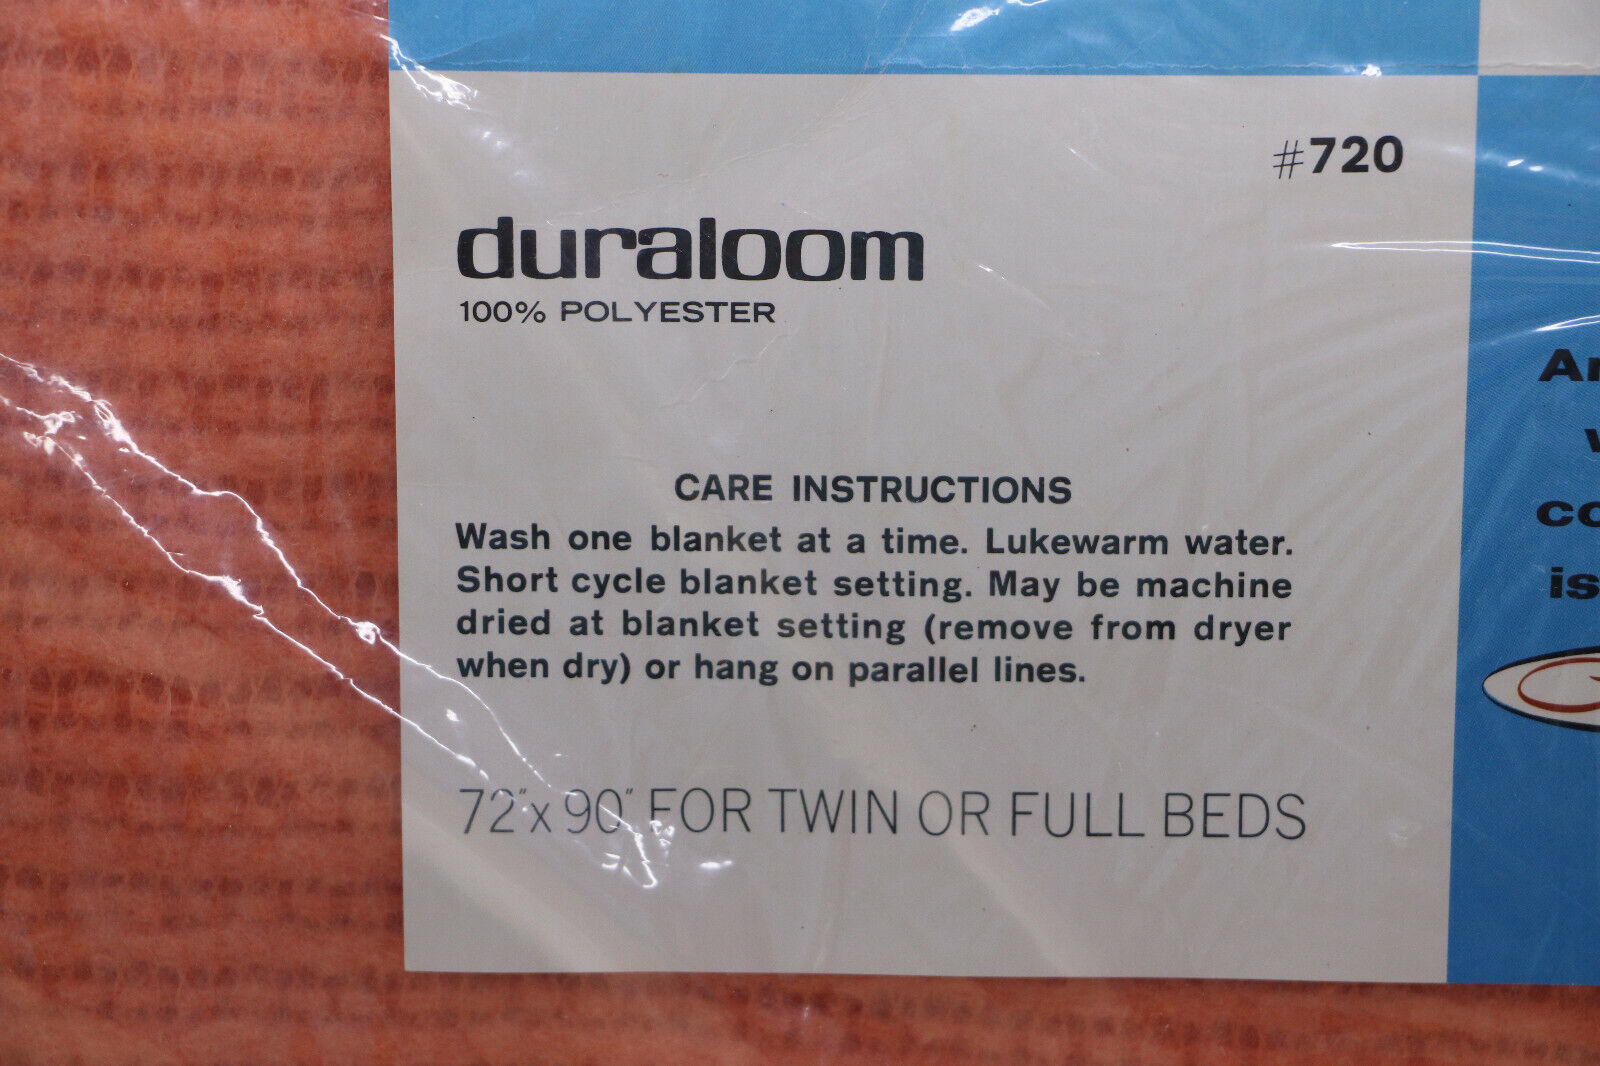 #720
duraloom
100% POLYESTER
CARE INSTRUCTIONS
Wash one blanket at a time. Lukewarm water.
Short cycle blanket setting. May be machine
dried at blanket setting (remove from dryer
when dry) or hang on parallel lines.
72"x 90" FOR TWIN OR FULL BEDS